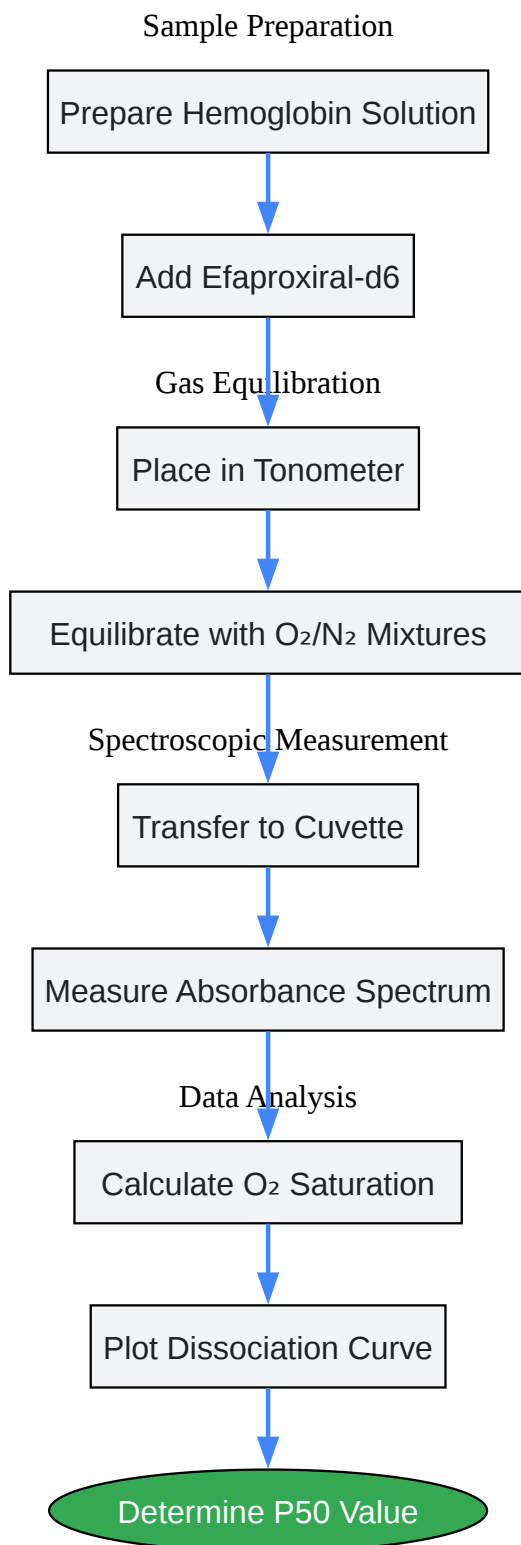 Sample Preparation
Prepare Hemoglobin Solution
Add Efaproxiral-d6
Gas Equilibration
Place in Tonometer
Equilibrate with O₂/N₂ Mixtures
Spectroscopic Measurement
Transfer to Cuvette
Measure Absorbance Spectrum
Data Analysis
Calculate O₂ Saturation
Plot Dissociation Curve
Determine P50 Value